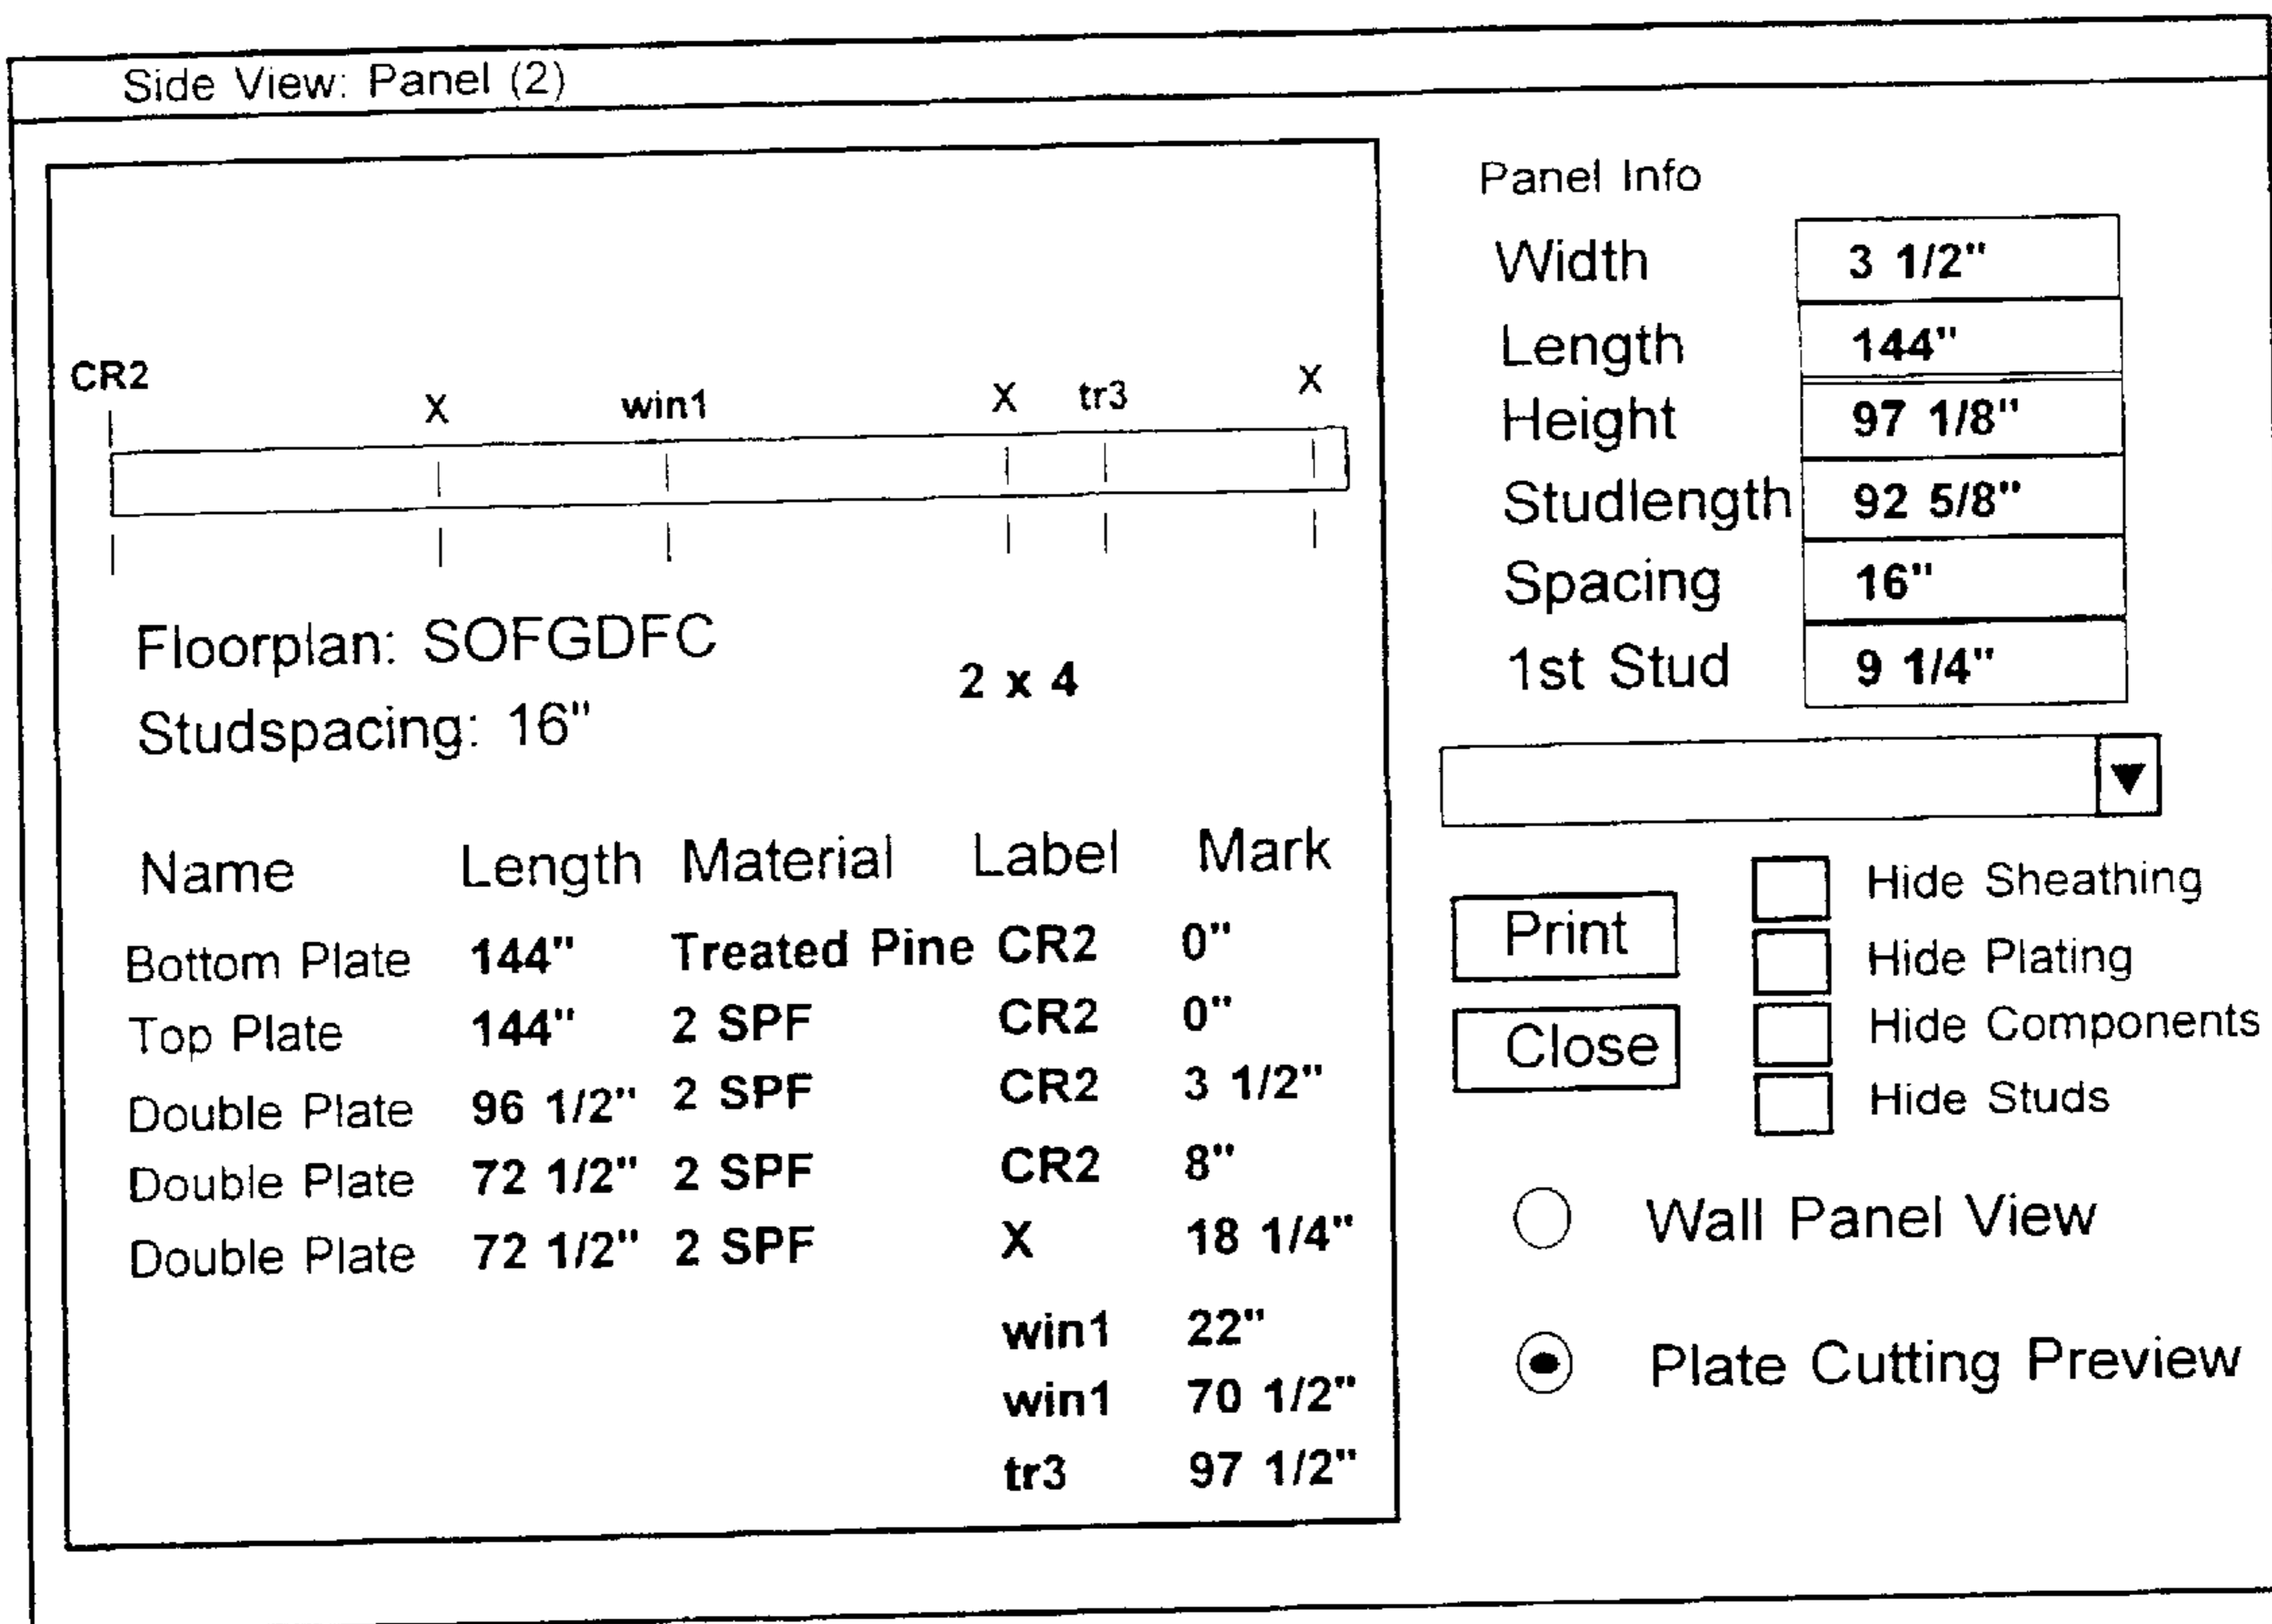 Side View: Panel (2)
CR2 X win1 X tr3 X
Floorplan: SOFGDFC
2 x 4
Studspacing: 16"
Name Length Material Label Mark
Bottom Plate 144" Treated Pine CR2 0"
Top Plate 144" 2 SPF CR2 0"
Double Plate 96 1/2" 2 SPF CR2 3 1/2"
Double Plate 72 1/2" 2 SPF CR2 8"
Double Plate 72 1/2" 2 SPF X 18 1/4"
win1 22"
win1 70 1/2"
tr3 97 1/2"
Panel Info
Width 3 1/2"
Length 144"
Height 97 1/8"
Studlength 92 5/8"
Spacing 16"
1st Stud 9 1/4"
Print
Close
Hide Sheathing
Hide Plating
Hide Components
Hide Studs
Wall Panel View
Plate Cutting Preview